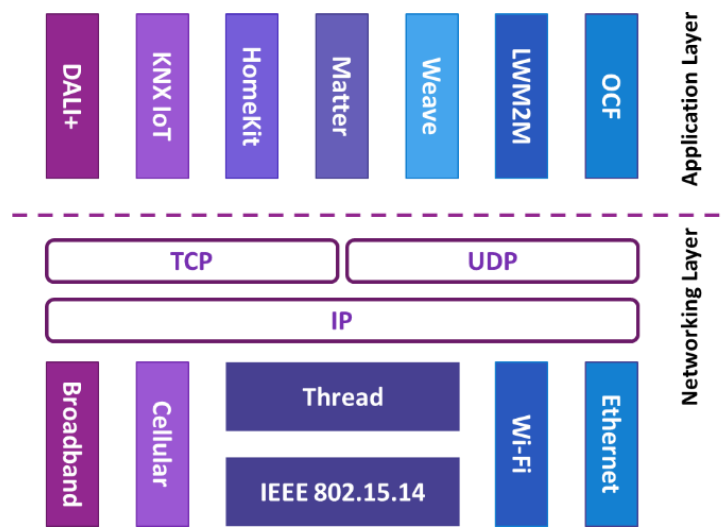 DALI+
KNX IoT
HomeKit
Matter
Weave
LWM2M
OCF
Application Layer
TCP
UDP
IP
Networking Layer
Broadband
Cellular
Thread
IEEE 802.15.14
Wi-Fi
Ethernet